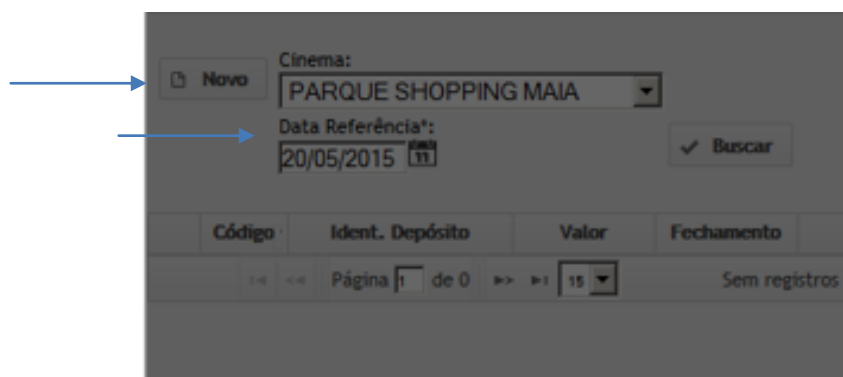 Cinema:
Novo
PARQUE SHOPPING MAIA
Data Referência*:
20/05/2015
Buscar
Código Ident. Depósito Valor Fechamento
Página 1 de 0 15 Sem registros